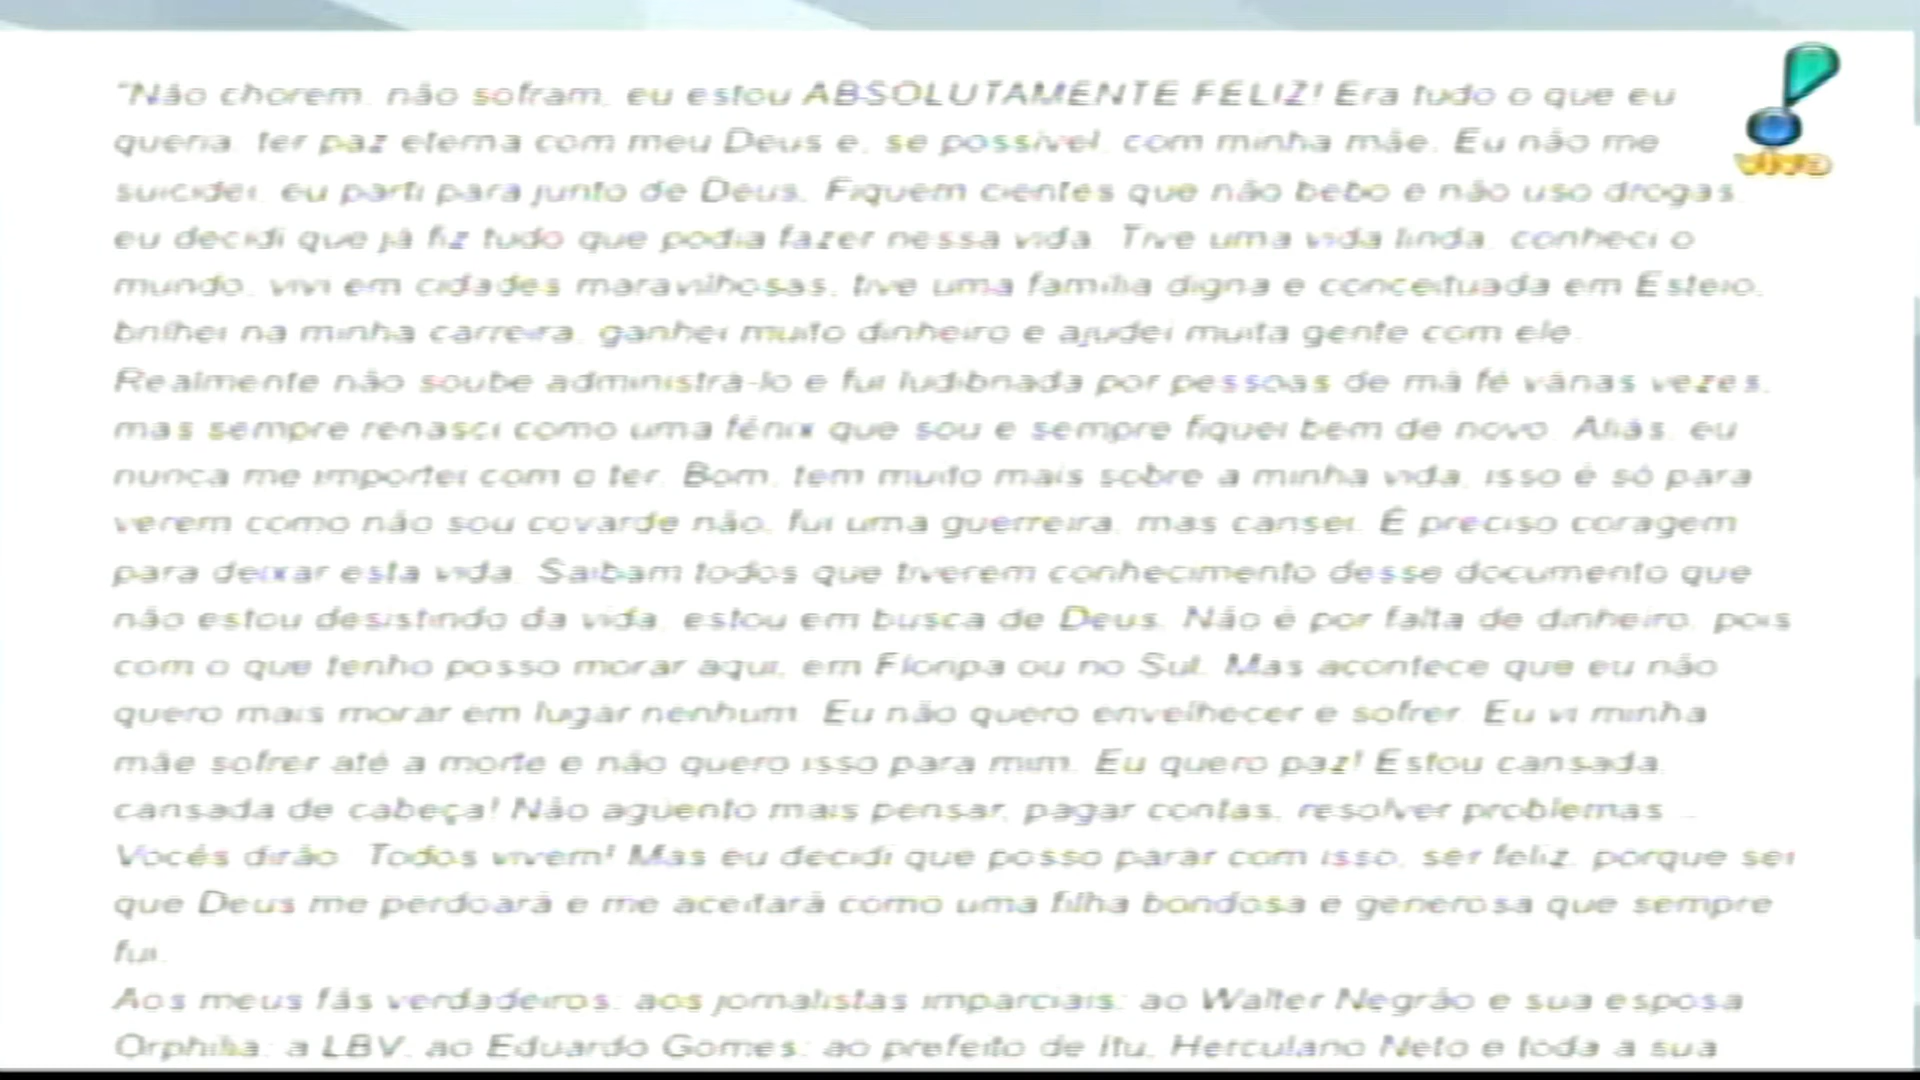 "Não chorem, não sofram, eu estou ABSOLUTAMENTE FELIZ! Era tudo o que eu
queria: ter paz eterna com meu Deus e, se possível, com minha mãe. Eu não me
suicidei, eu parti para junto de Deus. Fiquem cientes que não bebo e não uso drogas,
eu decidi que já fiz tudo que podia fazer nessa vida. Tive uma vida linda, conheci o
mundo, vivi em cidades maravilhosas, tive uma família digna e conceituada em Esteio,
brilhei na minha carreira, ganhei muito dinheiro e ajudei muita gente com ele.
Realmente não soube administrá-lo e fui ludibriada por pessoas de má fé várias vezes,
mas sempre renasci como uma fênix que sou e sempre fiquei bem de novo. Aliás, eu
nunca me importei com o ter. Bom, tem muito mais sobre a minha vida, isso é só para
verem como não sou covarde não, fui uma guerreira, mas cansei. É preciso coragem
para deixar esta vida. Saibam todos que tiverem conhecimento desse documento que
não estou desistindo da vida, estou em busca de Deus. Não é por falta de dinheiro, pois
com o que tenho posso morar aqui, em Floripa ou no Sul. Mas acontece que eu não
quero mais morar em lugar nenhum. Eu não quero envelhecer e sofrer. Eu vi minha
mãe sofrer até a morte e não quero isso para mim. Eu quero paz! Estou cansada,
cansada de cabeça! Não agüento mais pensar, pagar contas, resolver problemas...
Vocês dirão: Todos vivem! Mas eu decidi que posso parar com isso, ser feliz, porque sei
que Deus me perdoará e me aceitará como uma filha bondosa e generosa que sempre
fui.
Aos meus fãs verdadeiros; aos jornalistas imparciais; ao Walter Negrão e sua esposa
Orphilia; a LBV; ao Eduardo Gomes; ao prefeito de Itu, Herculano Neto e toda a sua
VIVO